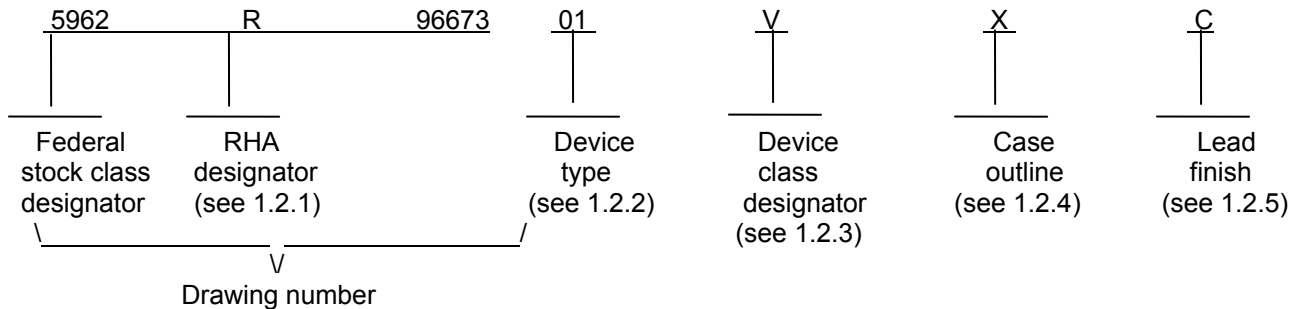 5962 R 96673 01 V X C
Federal stock class designator
RHA designator (see 1.2.1)
Device type (see 1.2.2)
Device class designator (see 1.2.3)
Case outline (see 1.2.4)
Lead finish (see 1.2.5)
Drawing number